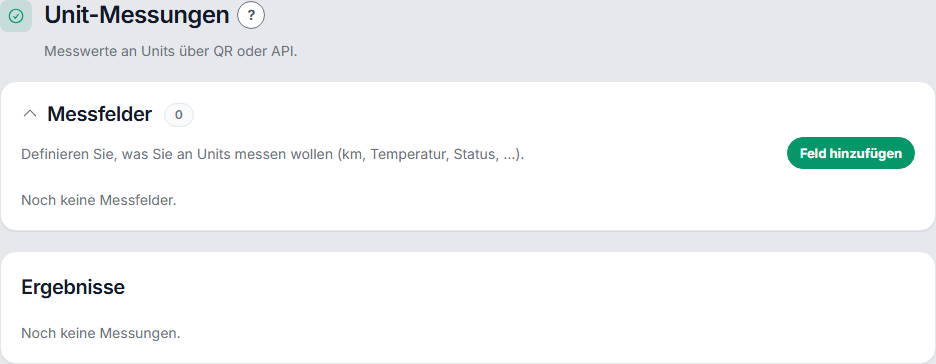 Unit-Messungen ?
Messwerte an Units über QR oder API.
Messfelder 0
Definieren Sie, was Sie an Units messen wollen (km, Temperatur, Status, ...).
Feld hinzufügen
Noch keine Messfelder.
Ergebnisse
Noch keine Messungen.